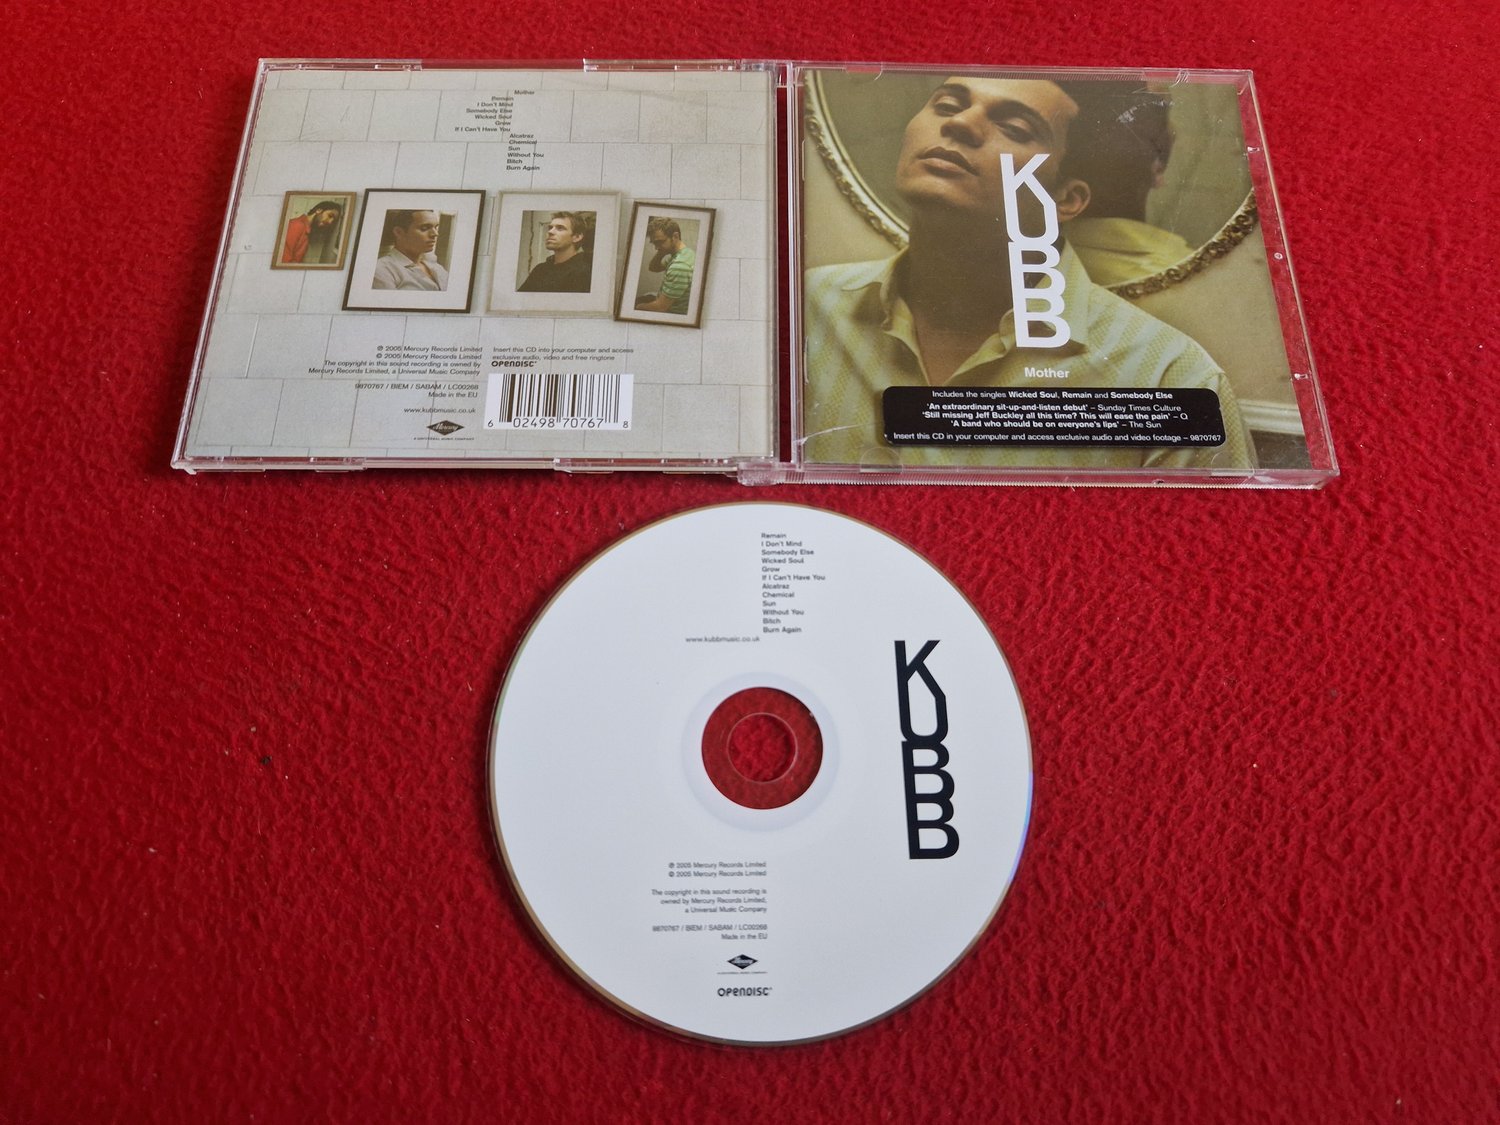 Mother
Remain
I Don't Mind
Somebody Else
Wicked Soul
Grow
If I Can't Have You
Alcatraz
Chemical
Sun
Without You
Bitch
Burn Again
℗ 2005 Mercury Records Limited
© 2005 Mercury Records Limited
The copyright in this sound recording is owned by
Mercury Records Limited, a Universal Music Company
9870767 / BIEM / SABAM / LC00268
Made in the EU
www.kubbmusic.co.uk
Insert this CD into your computer and access
exclusive audio, video and free ringtone
OPENDISC
Mercury
A UNIVERSAL MUSIC COMPANY
6 02498 70767 8
KUBB
Mother
Includes the singles Wicked Soul, Remain and Somebody Else
'An extraordinary sit-up-and-listen debut' – Sunday Times Culture
'Still missing Jeff Buckley all this time? This will ease the pain' – Q
'A band who should be on everyone's lips' – The Sun
Insert this CD in your computer and access exclusive audio and video footage – 9870767
Remain
I Don't Mind
Somebody Else
Wicked Soul
Grow
If I Can't Have You
Alcatraz
Chemical
Sun
Without You
Bitch
Burn Again
www.kubbmusic.co.uk
KUBB
℗ 2005 Mercury Records Limited
© 2005 Mercury Records Limited
The copyright in this sound recording is
owned by Mercury Records Limited,
a Universal Music Company
9870767 / BIEM / SABAM / LC00268
Made in the EU
Mercury
A UNIVERSAL MUSIC COMPANY
OPENDISC